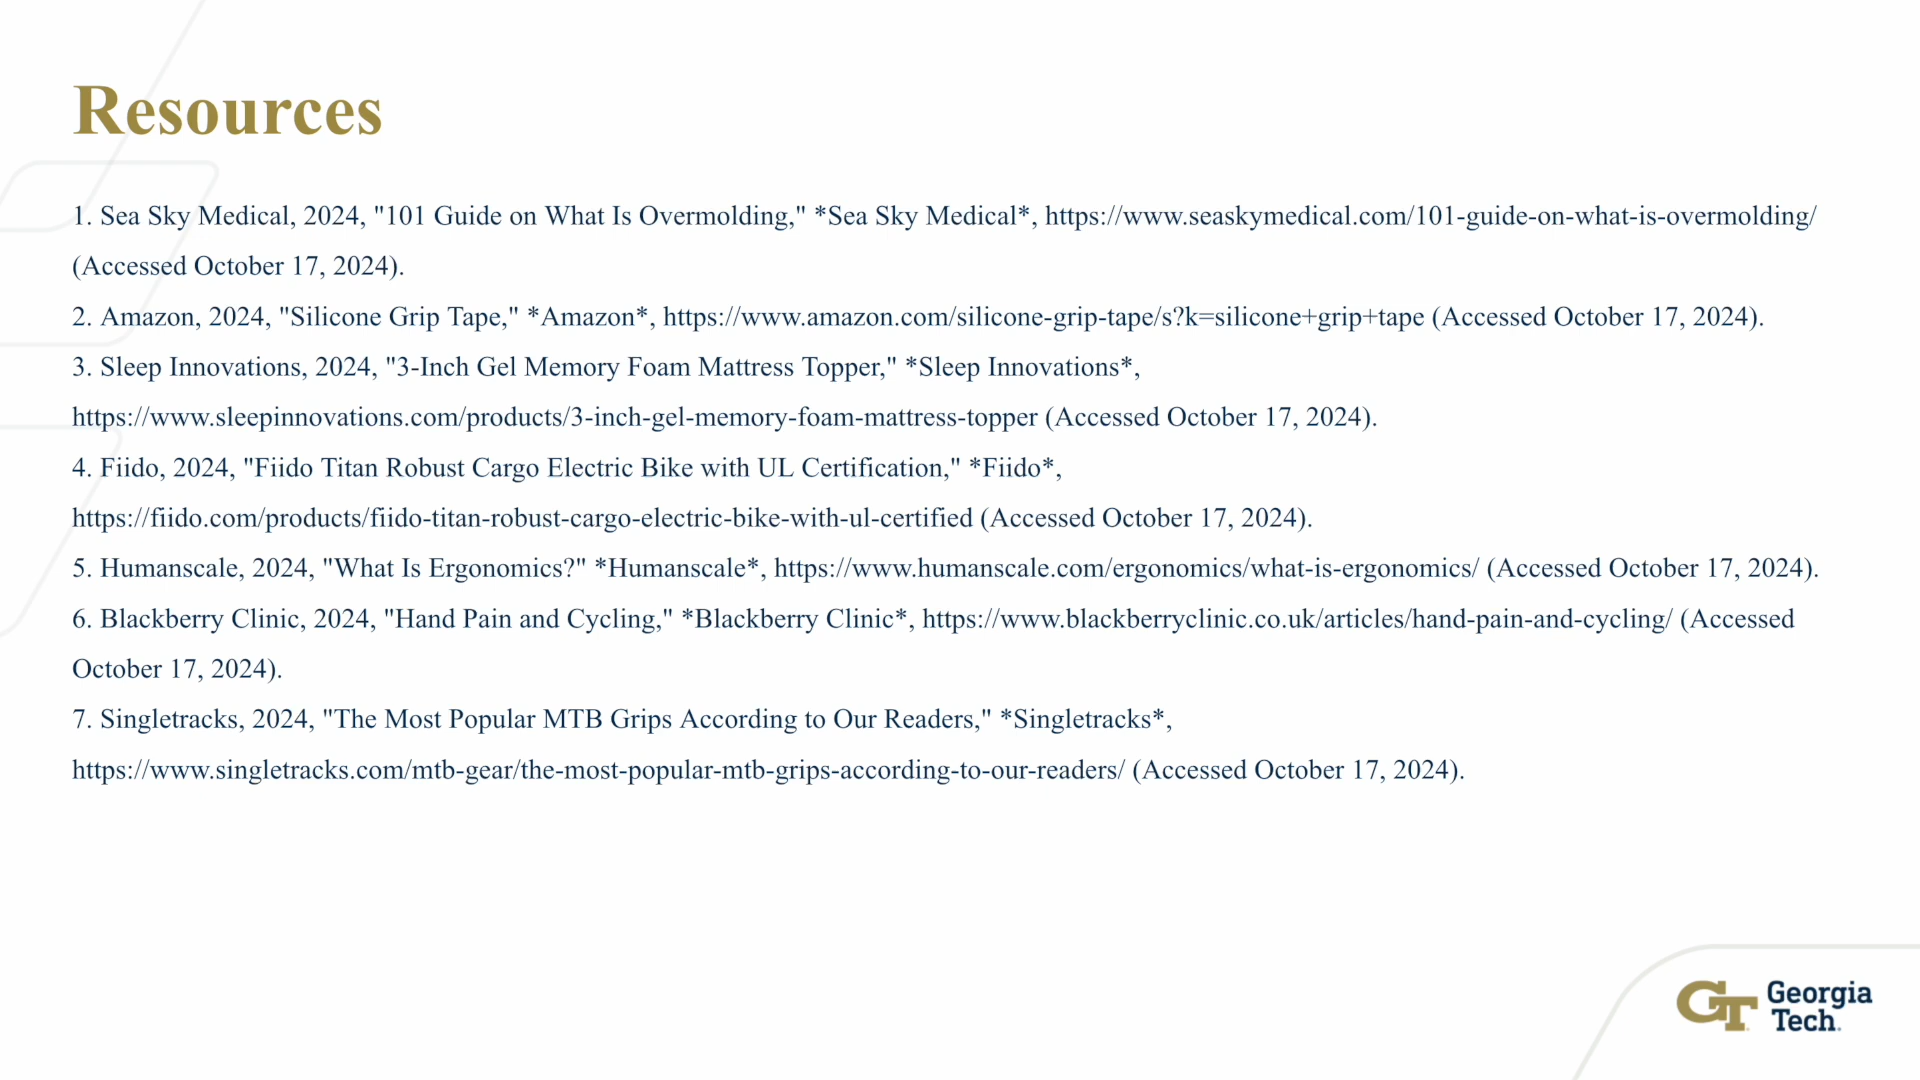 Resources
1. Sea Sky Medical, 2024, "101 Guide on What Is Overmolding," *Sea Sky Medical*, https://www.seaskymedical.com/101-guide-on-what-is-overmolding/
(Accessed October 17, 2024).
2. Amazon, 2024, "Silicone Grip Tape," *Amazon*, https://www.amazon.com/silicone-grip-tape/s?k=silicone+grip+tape (Accessed October 17, 2024).
3. Sleep Innovations, 2024, "3-Inch Gel Memory Foam Mattress Topper," *Sleep Innovations*,
https://www.sleepinnovations.com/products/3-inch-gel-memory-foam-mattress-topper (Accessed October 17, 2024).
4. Fiido, 2024, "Fiido Titan Robust Cargo Electric Bike with UL Certification," *Fiido*,
https://fiido.com/products/fiido-titan-robust-cargo-electric-bike-with-ul-certified (Accessed October 17, 2024).
5. Humanscale, 2024, "What Is Ergonomics?" *Humanscale*, https://www.humanscale.com/ergonomics/what-is-ergonomics/ (Accessed October 17, 2024).
6. Blackberry Clinic, 2024, "Hand Pain and Cycling," *Blackberry Clinic*, https://www.blackberryclinic.co.uk/articles/hand-pain-and-cycling/ (Accessed
October 17, 2024).
7. Singletracks, 2024, "The Most Popular MTB Grips According to Our Readers," *Singletracks*,
https://www.singletracks.com/mtb-gear/the-most-popular-mtb-grips-according-to-our-readers/ (Accessed October 17, 2024).
GT Georgia
Tech.